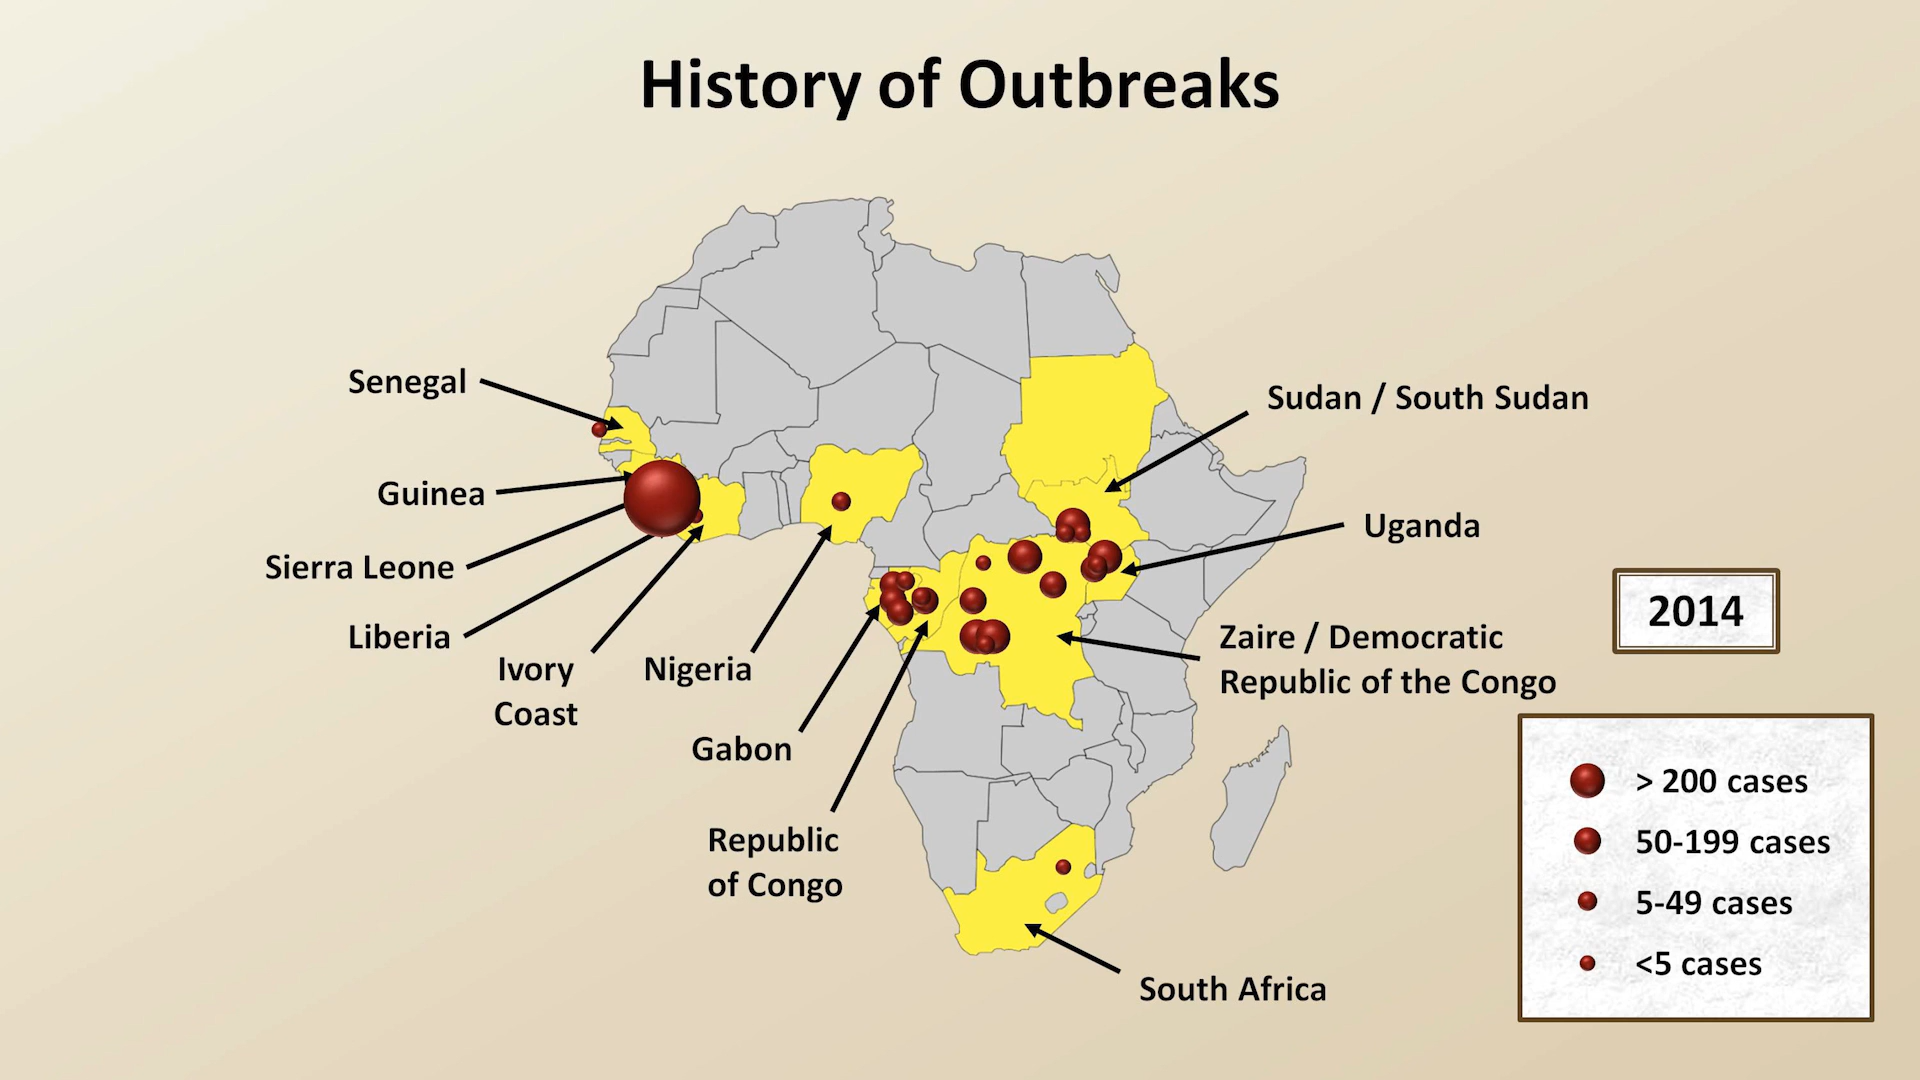 History of Outbreaks
Senegal
Guinea
Sierra Leone
Liberia
Ivory
Coast
Nigeria
Gabon
Republic
of Congo
Sudan / South Sudan
Uganda
Zaire / Democratic
Republic of the Congo
South Africa
2014
> 200 cases
50-199 cases
5-49 cases
<5 cases